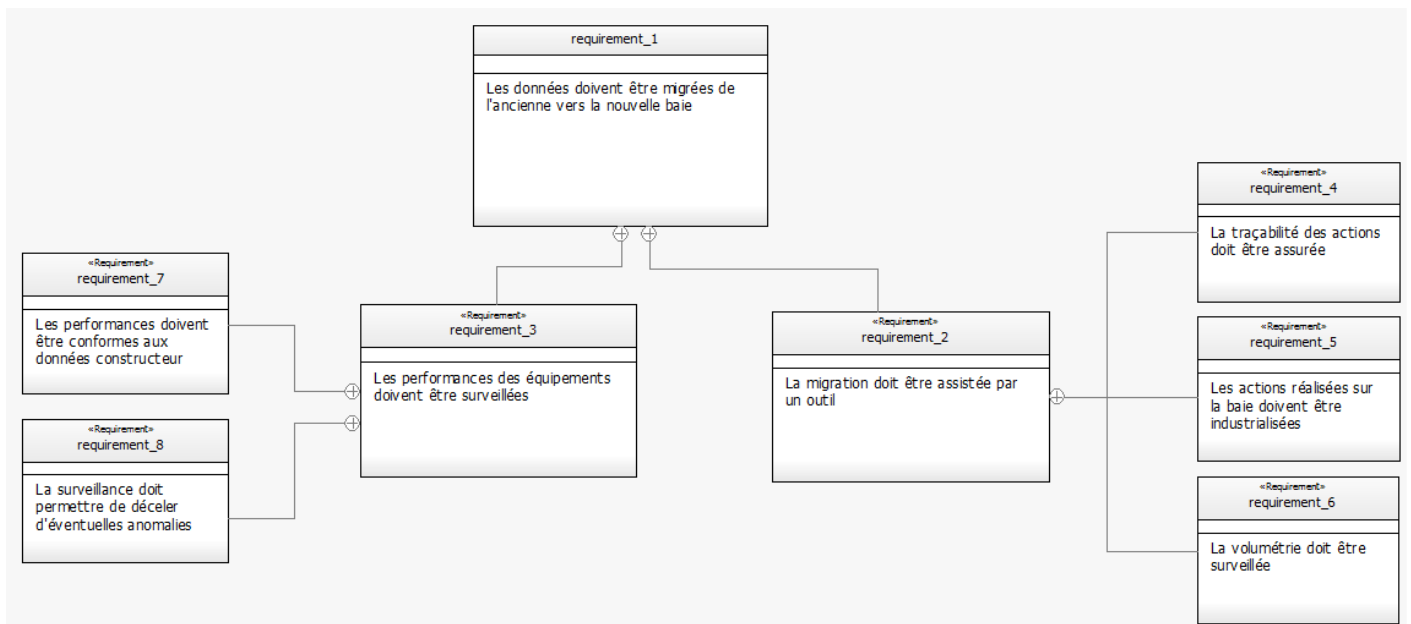 requirement_1
Les données doivent être migrées de
l'ancienne vers la nouvelle baie
«Requirement»
requirement_7
Les performances doivent
être conformes aux
données constructeur
«Requirement»
requirement_8
La surveillance doit
permettre de déceler
d'éventuelles anomalies
«Requirement»
requirement_3
Les performances des équipements
doivent être surveillées
«Requirement»
requirement_2
La migration doit être assistée par
un outil
«Requirement»
requirement_4
La traçabilité des actions
doit être assurée
«Requirement»
requirement_5
Les actions réalisées sur
la baie doivent être
industrialisées
«Requirement»
requirement_6
La volumétrie doit être
surveillée